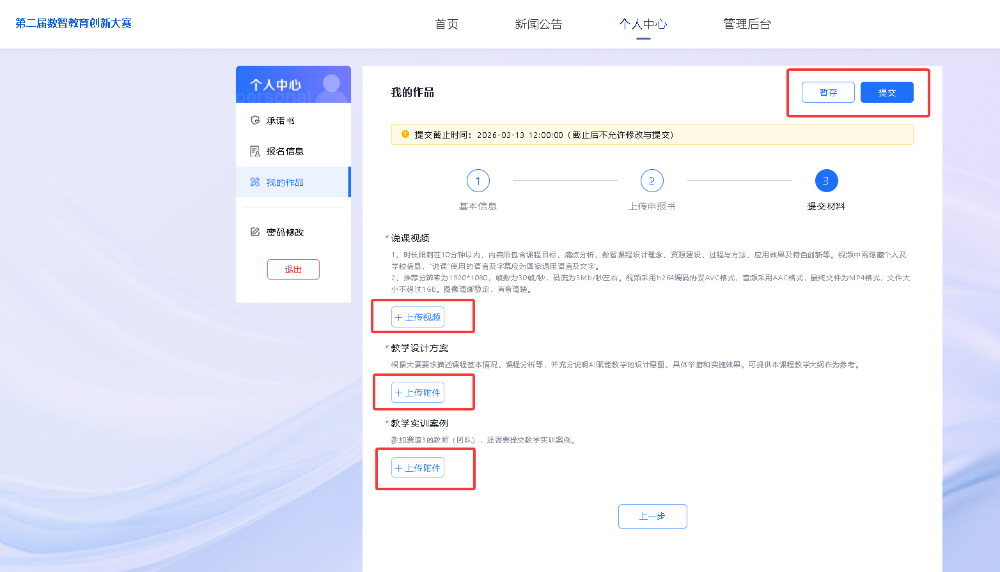 第二届数智教育创新大赛
首页
新闻公告
个人中心
管理后台
个人中心
personal
承诺书
报名信息
我的作品
密码修改
退出
我的作品
暂存
提交
提交截止时间：2026-03-13 12:00:00（截止后不允许修改与提交）
1
2
3
基本信息
上传申报书
提交材料
*说课视频
1、时长限制在10分钟以内，内容须包含课程目标、痛点分析、数智课程设计理念、资源建设、过程与方法、应用效果及特色创新等。视频中需隐藏个人及
学校信息，“说课”使用的语言及字幕应为国家通用语言及文字。
2、推荐分辨率为1920*1080，帧数为30帧/秒，码流为3Mb/秒左右。视频采用h264编码协议AVC格式，音频采用AAC格式，最终文件为MP4格式，文件大
小不超过1GB。图像清晰稳定，声音清楚。
+ 上传视频
*教学设计方案
根据大赛要求描述课程基本情况、课程分析等，并充分说明AI赋能教学的设计意图、具体举措和实施效果。可提供本课程教学大纲作为参考。
+ 上传附件
*教学实训案例
参加赛道3的教师（团队），还需要提交教学实训案例。
+ 上传附件
上一步